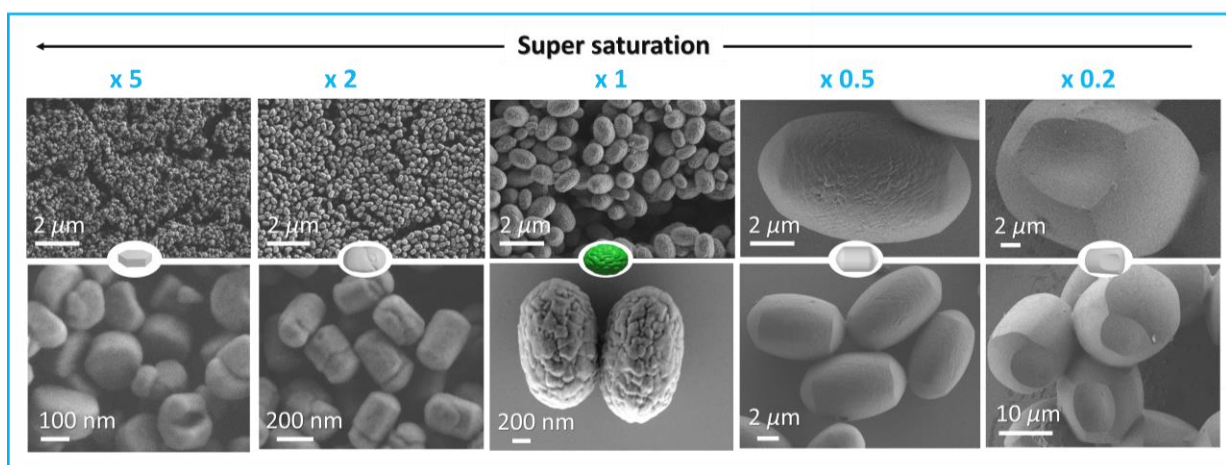 Super saturation
x 5
x 2
x 1
x 0.5
x 0.2
2 μm
2 μm
2 μm
2 μm
2 μm
100 nm
200 nm
200 nm
2 μm
10 μm